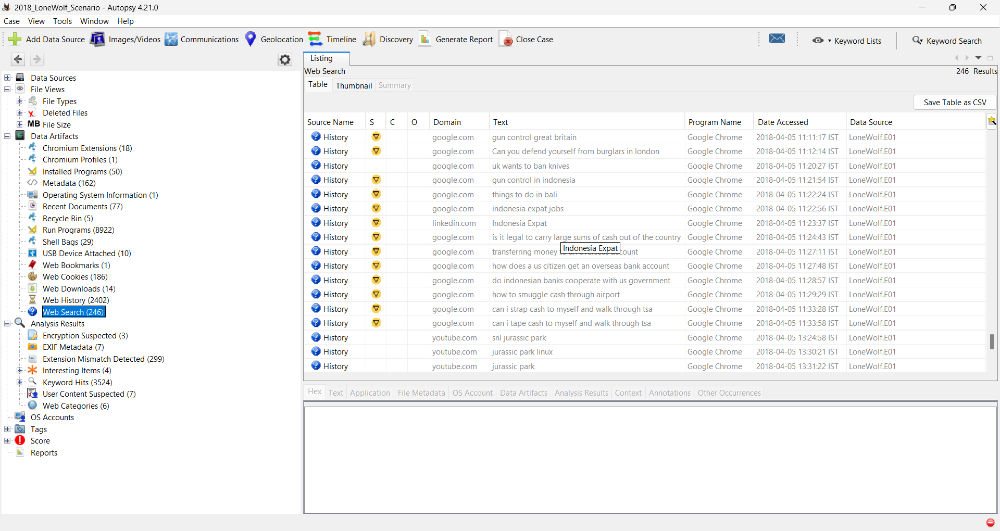 2018_LoneWolf_Scenario - Autopsy 4.21.0
Case View Tools Window Help
Add Data Source Images/Videos Communications Geolocation Timeline Discovery Generate Report Close Case Keyword Lists Keyword Search
Data Sources
File Views
File Types
Deleted Files
MB File Size
Data Artifacts
Chromium Extensions (18)
Chromium Profiles (1)
Installed Programs (50)
Metadata (162)
Operating System Information (1)
Recent Documents (77)
Recycle Bin (5)
Run Programs (8922)
Shell Bags (29)
USB Device Attached (10)
Web Bookmarks (1)
Web Cookies (186)
Web Downloads (14)
Web History (2402)
Web Search (246)
Analysis Results
Encryption Suspected (3)
EXIF Metadata (7)
Extension Mismatch Detected (299)
Interesting Items (4)
Keyword Hits (3524)
User Content Suspected (7)
Web Categories (6)
OS Accounts
Tags
Score
Reports
Listing
Web Search 246 Results
Table Thumbnail Summary
Save Table as CSV
Source Name S C O Domain Text Program Name Date Accessed Data Source
History google.com gun control great britain Google Chrome 2018-04-05 11:11:17 IST LoneWolf.E01
History google.com Can you defend yourself from burglars in london Google Chrome 2018-04-05 11:12:14 IST LoneWolf.E01
History google.com uk wants to ban knives Google Chrome 2018-04-05 11:20:27 IST LoneWolf.E01
History google.com gun control in indonesia Google Chrome 2018-04-05 11:21:54 IST LoneWolf.E01
History google.com things to do in bali Google Chrome 2018-04-05 11:22:24 IST LoneWolf.E01
History google.com indonesia expat jobs Google Chrome 2018-04-05 11:22:56 IST LoneWolf.E01
History linkedin.com Indonesia Expat Google Chrome 2018-04-05 11:23:37 IST LoneWolf.E01
History google.com is it legal to carry large sums of cash out of the country Google Chrome 2018-04-05 11:24:43 IST LoneWolf.E01
Indonesia Expat
History google.com transferring money to an overseas account Google Chrome 2018-04-05 11:27:11 IST LoneWolf.E01
History google.com how does a us citizen get an overseas bank account Google Chrome 2018-04-05 11:27:48 IST LoneWolf.E01
History google.com do indonesian banks cooperate with us government Google Chrome 2018-04-05 11:28:57 IST LoneWolf.E01
History google.com how to smuggle cash through airport Google Chrome 2018-04-05 11:29:29 IST LoneWolf.E01
History google.com can i strap cash to myself and walk through tsa Google Chrome 2018-04-05 11:33:28 IST LoneWolf.E01
History google.com can i tape cash to myself and walk through tsa Google Chrome 2018-04-05 11:33:58 IST LoneWolf.E01
History youtube.com snl jurassic park Google Chrome 2018-04-05 13:24:58 IST LoneWolf.E01
History youtube.com jurassic park linux Google Chrome 2018-04-05 13:30:21 IST LoneWolf.E01
History youtube.com jurassic park Google Chrome 2018-04-05 13:31:22 IST LoneWolf.E01
Hex Text Application File Metadata OS Account Data Artifacts Analysis Results Context Annotations Other Occurrences